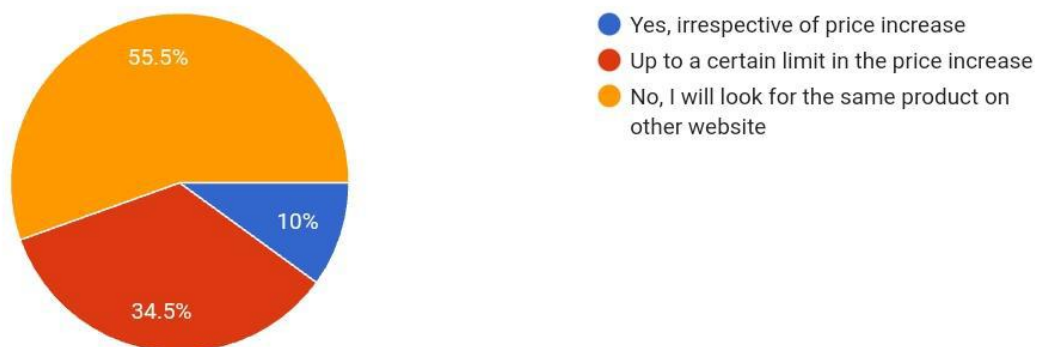 55.5%
10%
34.5%
Yes, irrespective of price increase
Up to a certain limit in the price increase
No, I will look for the same product on
other website